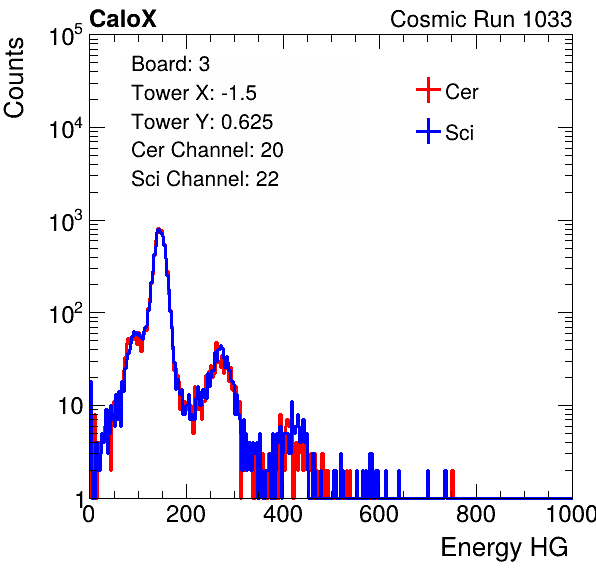 CaloX Cosmic Run 1033
Counts
10^5
10^4
10^3
10^2
10
1
Board: 3
Tower X: -1.5
Tower Y: 0.625
Cer Channel: 20
Sci Channel: 22
Cer
Sci
0 200 400 600 800 1000
Energy HG